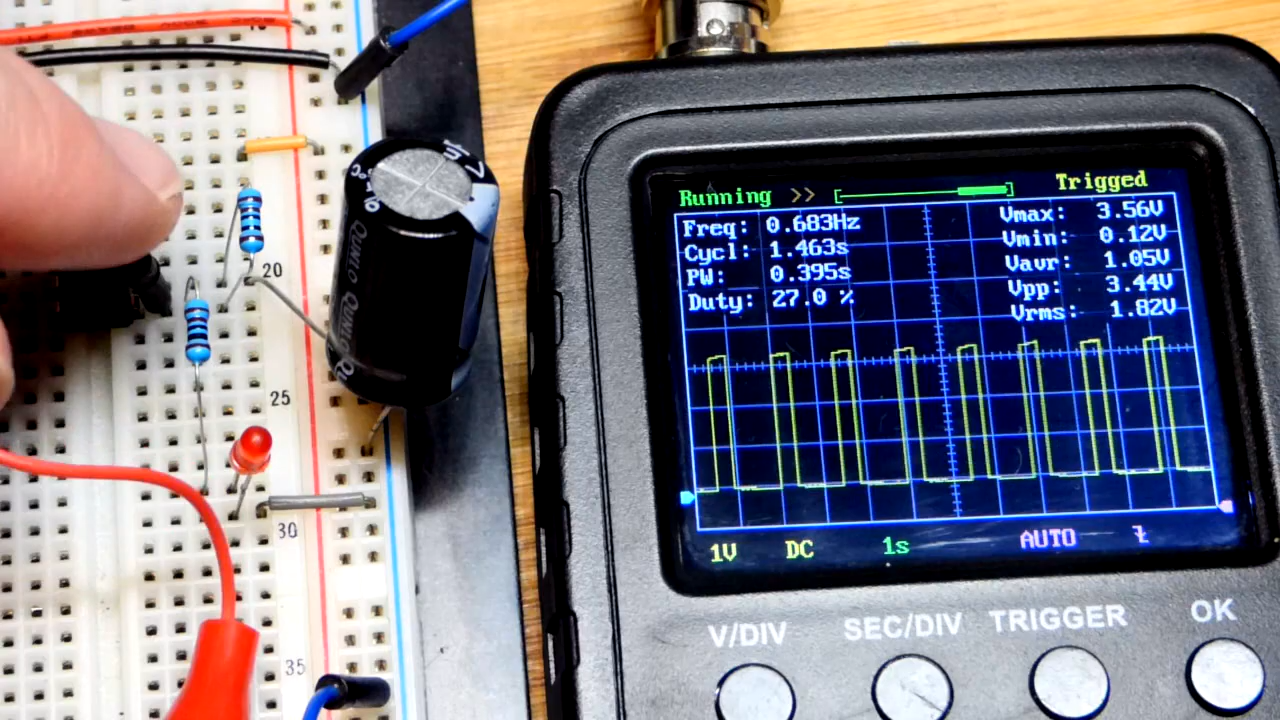 20
25
30
35
Running >> Trigged
Freq: 0.683Hz
Cycl: 1.463s
PW: 0.395s
Duty: 27.0 %
Vmax: 3.56V
Vmin: 0.12V
Vavr: 1.05V
Vpp: 3.44V
Vrms: 1.82V
1V DC 1s AUTO
V/DIV SEC/DIV TRIGGER OK